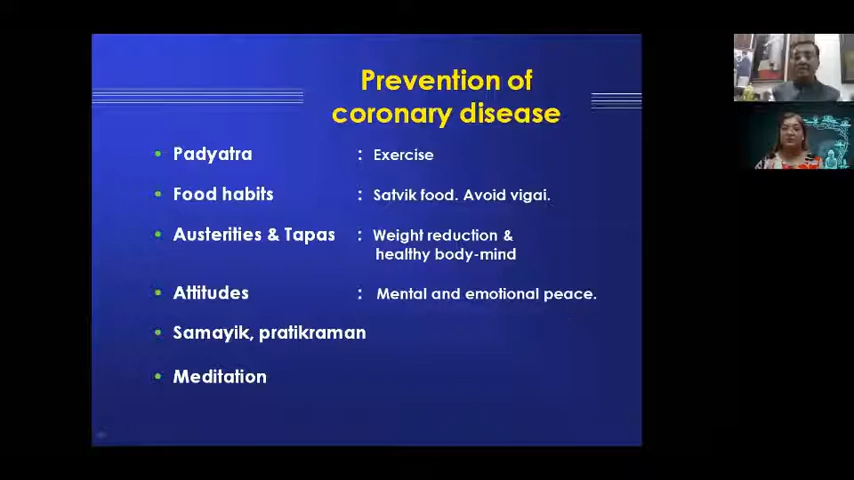 Prevention of
coronary disease
• Padyatra : Exercise
• Food habits : Satvik food. Avoid vigai.
• Austerities & Tapas : Weight reduction &
healthy body-mind
• Attitudes : Mental and emotional peace.
• Samayik, pratikraman
• Meditation